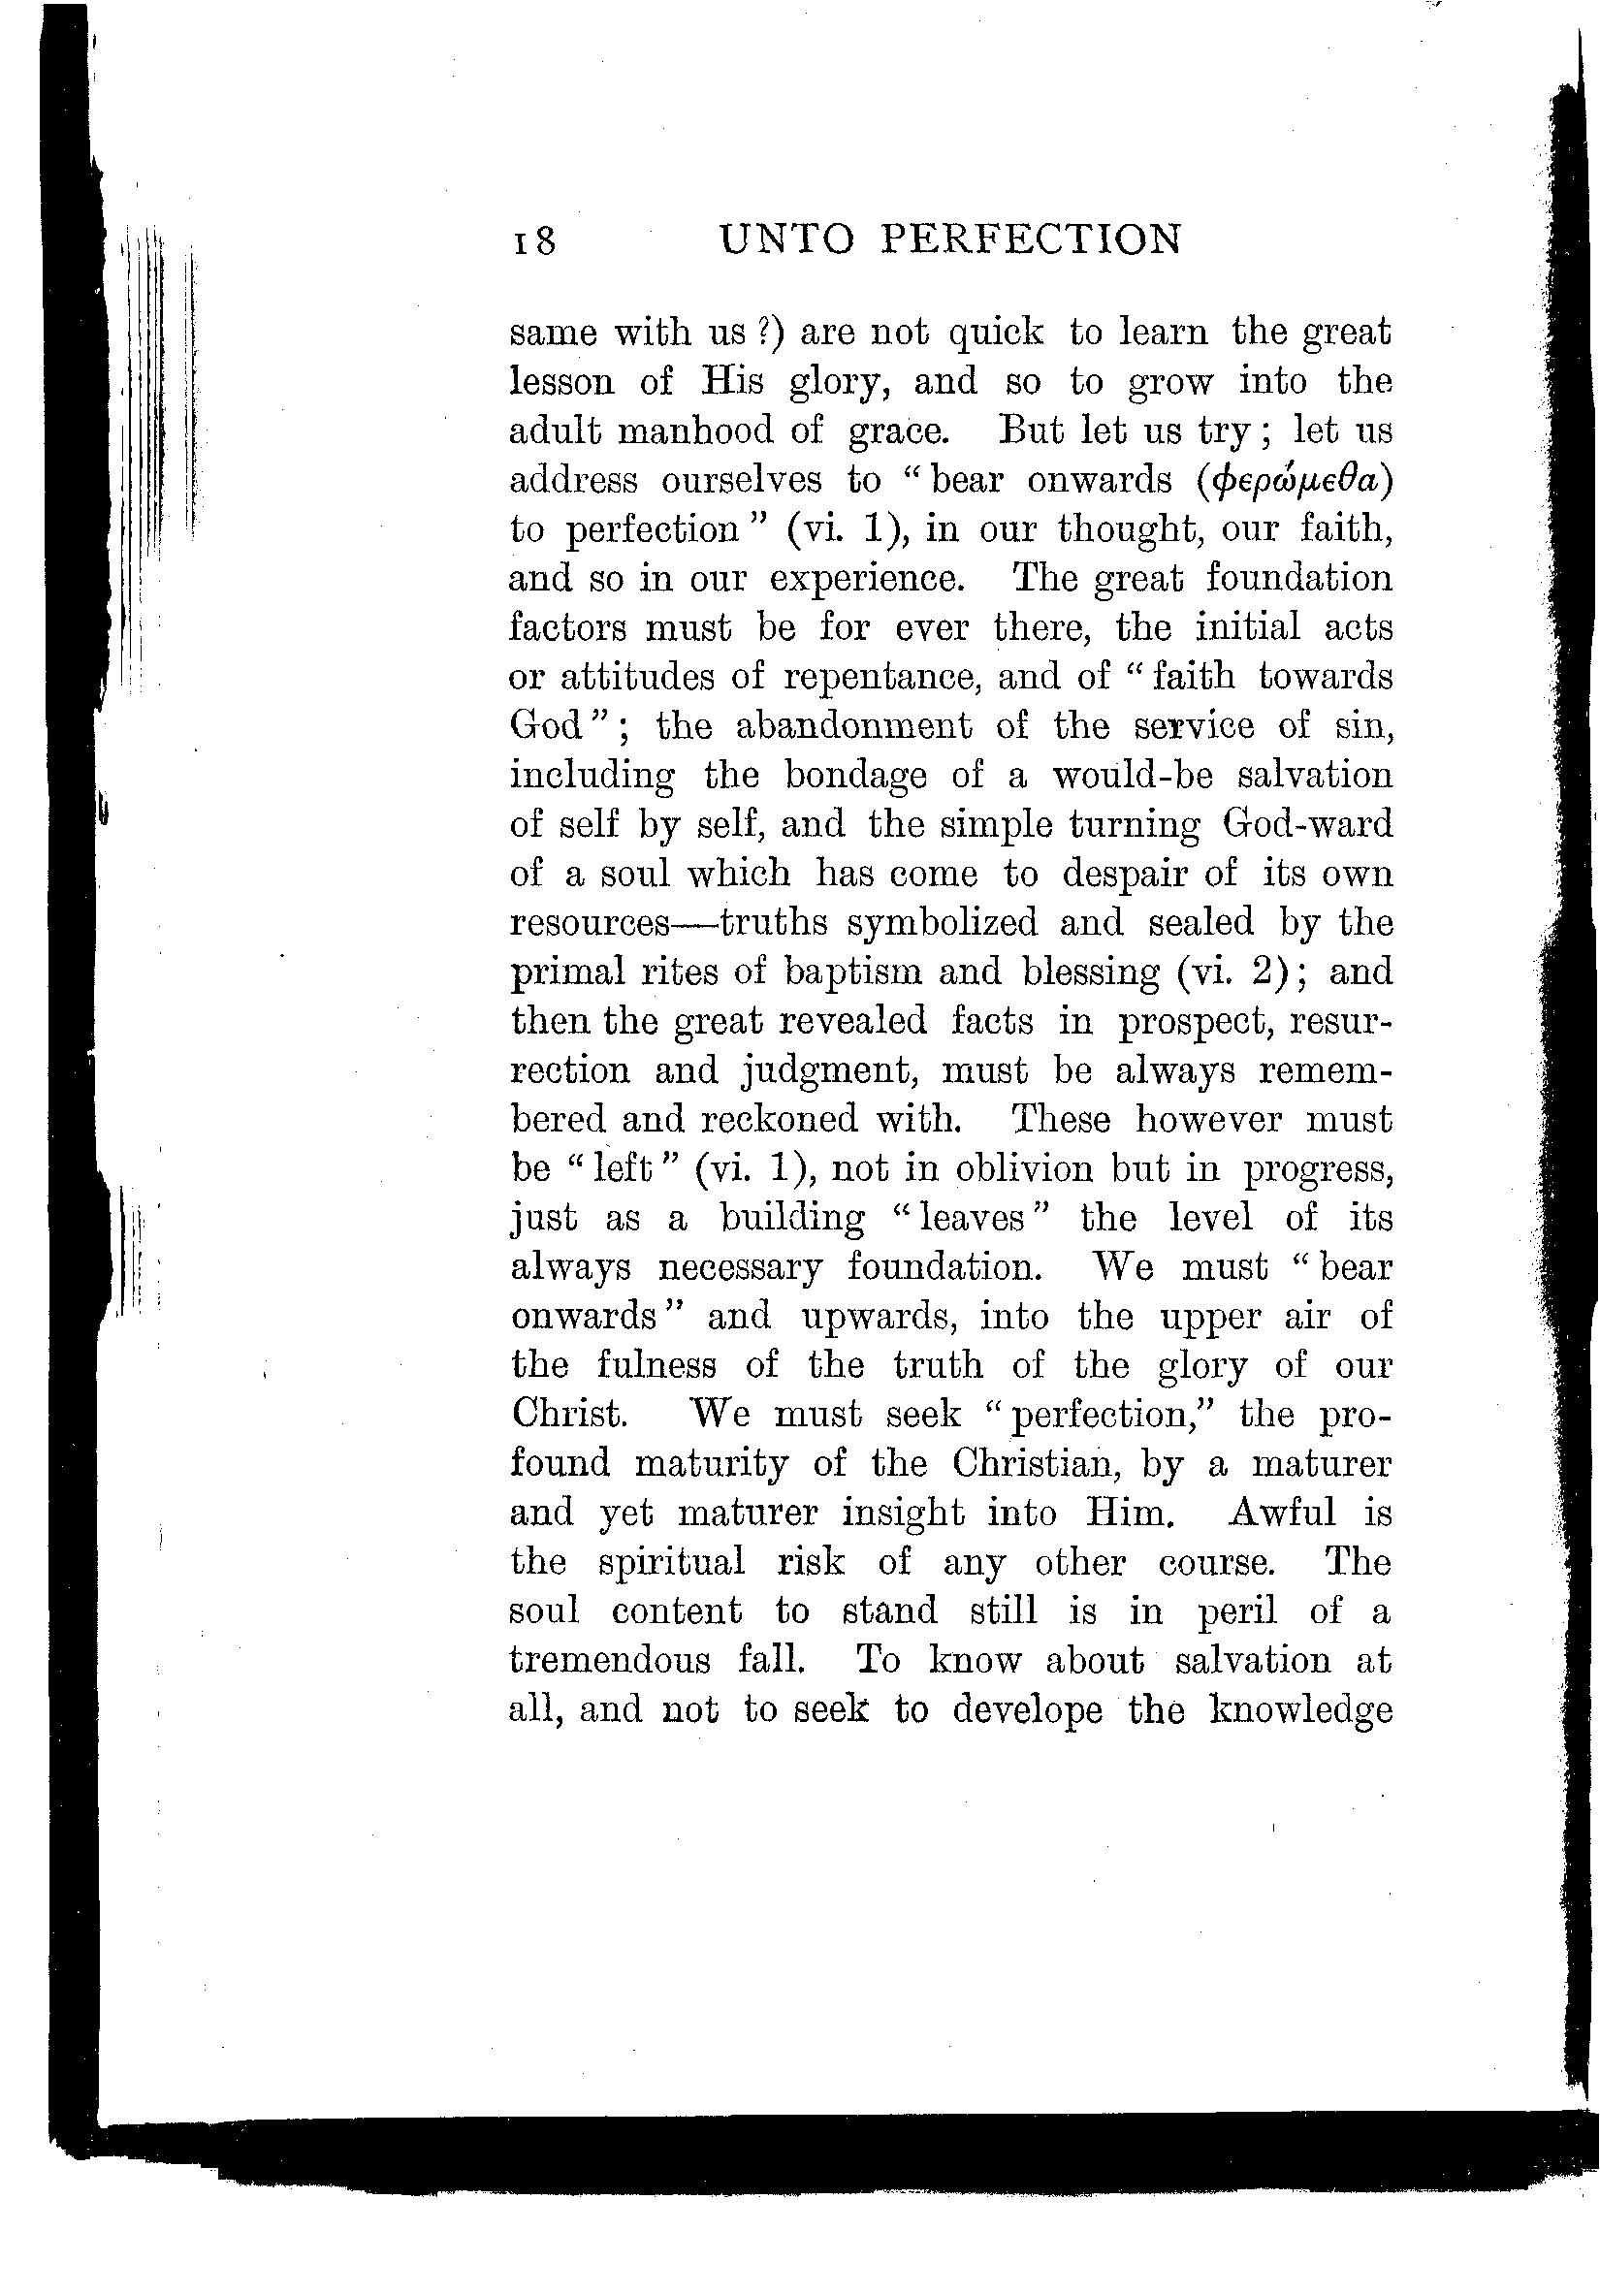 18 UNTO PERFECTION
same with us ?) are not quick to learn the great
lesson of His glory, and so to grow into the
adult manhood of grace. But let us try ; let us
address ourselves to “ bear onwards (φερώμεθα)
to perfection ” (vi. 1), in our thought, our faith,
and so in our experience. The great foundation
factors must be for ever there, the initial acts
or attitudes of repentance, and of “ faith towards
God ” ; the abandonment of the service of sin,
including the bondage of a would-be salvation
of self by self, and the simple turning God-ward
of a soul which has come to despair of its own
resources—truths symbolized and sealed by the
primal rites of baptism and blessing (vi. 2) ; and
then the great revealed facts in prospect, resur-
rection and judgment, must be always remem-
bered and reckoned with. These however must
be “ left ” (vi. 1), not in oblivion but in progress,
just as a building “ leaves ” the level of its
always necessary foundation. We must “ bear
onwards ” and upwards, into the upper air of
the fulness of the truth of the glory of our
Christ. We must seek “ perfection,” the pro-
found maturity of the Christian, by a maturer
and yet maturer insight into Him. Awful is
the spiritual risk of any other course. The
soul content to stand still is in peril of a
tremendous fall. To know about salvation at
all, and not to seek to develope the knowledge